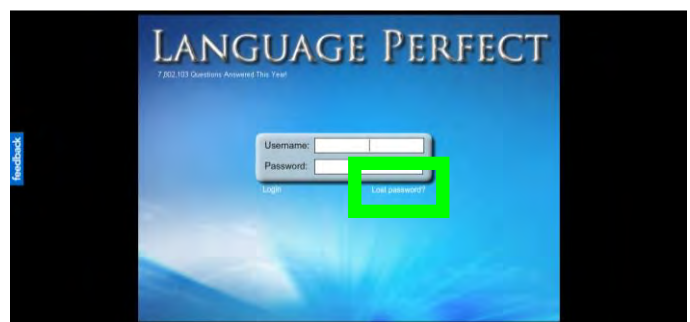 LANGUAGE PERFECT
7,802,103 Questions Answered This Year!
feedback
Username:
Password:
Login
Lost password?